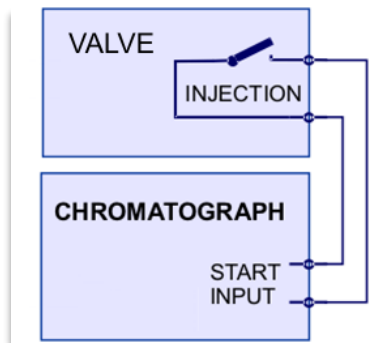 VALVE
INJECTION
CHROMATOGRAPH
START
INPUT